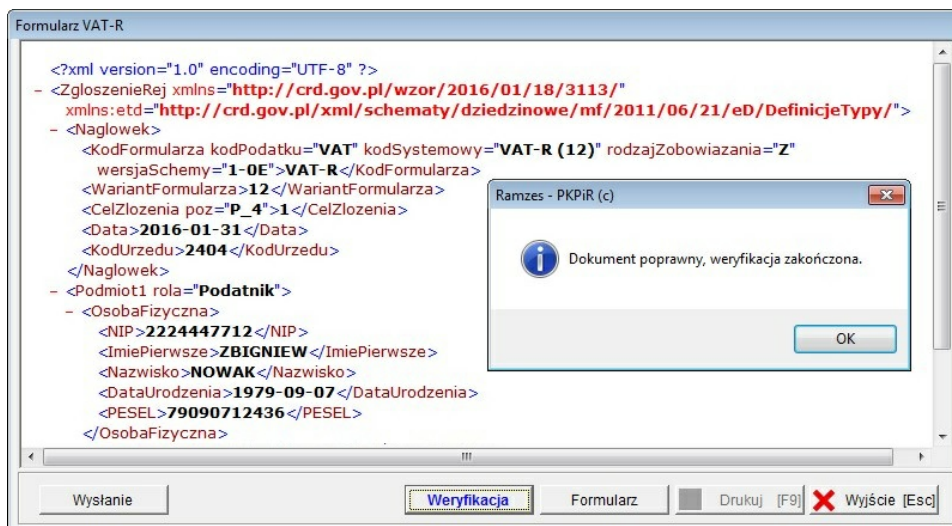 Formularz VAT-R
<?xml version="1.0" encoding="UTF-8" ?>
– <ZgloszenieRej xmlns="http://crd.gov.pl/wzor/2016/01/18/3113/"
xmlns:etd="http://crd.gov.pl/xml/schematy/dziedzinowe/mf/2011/06/21/eD/DefinicjeTypy/">
– <Naglowek>
<KodFormularza kodPodatku="VAT" kodSystemowy="VAT-R (12)" rodzajZobowiazania="Z"
wersjaSchemy="1-0E">VAT-R</KodFormularza>
<WariantFormularza>12</WariantFormularza>
<CelZlozenia poz="P_4">1</CelZlozenia>
<Data>2016-01-31</Data>
<KodUrzedu>2404</KodUrzedu>
</Naglowek>
– <Podmiot1 rola="Podatnik">
– <OsobaFizyczna>
<NIP>2224447712</NIP>
<ImiePierwsze>ZBIGNIEW</ImiePierwsze>
<Nazwisko>NOWAK</Nazwisko>
<DataUrodzenia>1979-09-07</DataUrodzenia>
<PESEL>79090712436</PESEL>
</OsobaFizyczna>
Ramzes - PKPiR (c)
Dokument poprawny, weryfikacja zakończona.
OK
Wysłanie
Weryfikacja
Formularz
Drukuj [F9]
Wyjście [Esc]